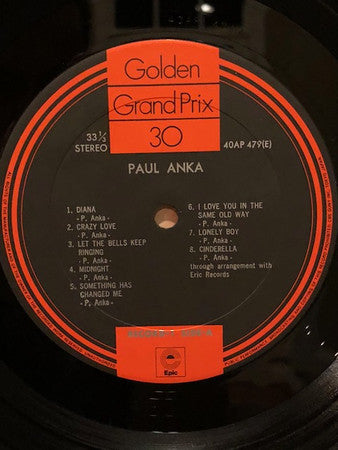 Golden
Grand Prix
30
33⅓
STEREO
40AP 479(E)
PAUL ANKA
1. DIANA
- P. Anka -
2. CRAZY LOVE
- P. Anka -
3. LET THE BELLS KEEP
RINGING
- P. Anka -
4. MIDNIGHT
- P. Anka -
5. SOMETHING HAS
CHANGED ME
- P. Anka -
6. I LOVE YOU IN THE
SAME OLD WAY
- P. Anka -
7. LONELY BOY
- P. Anka -
8. CINDERELLA
- P. Anka -
through arrangement with
Eric Records
Epic